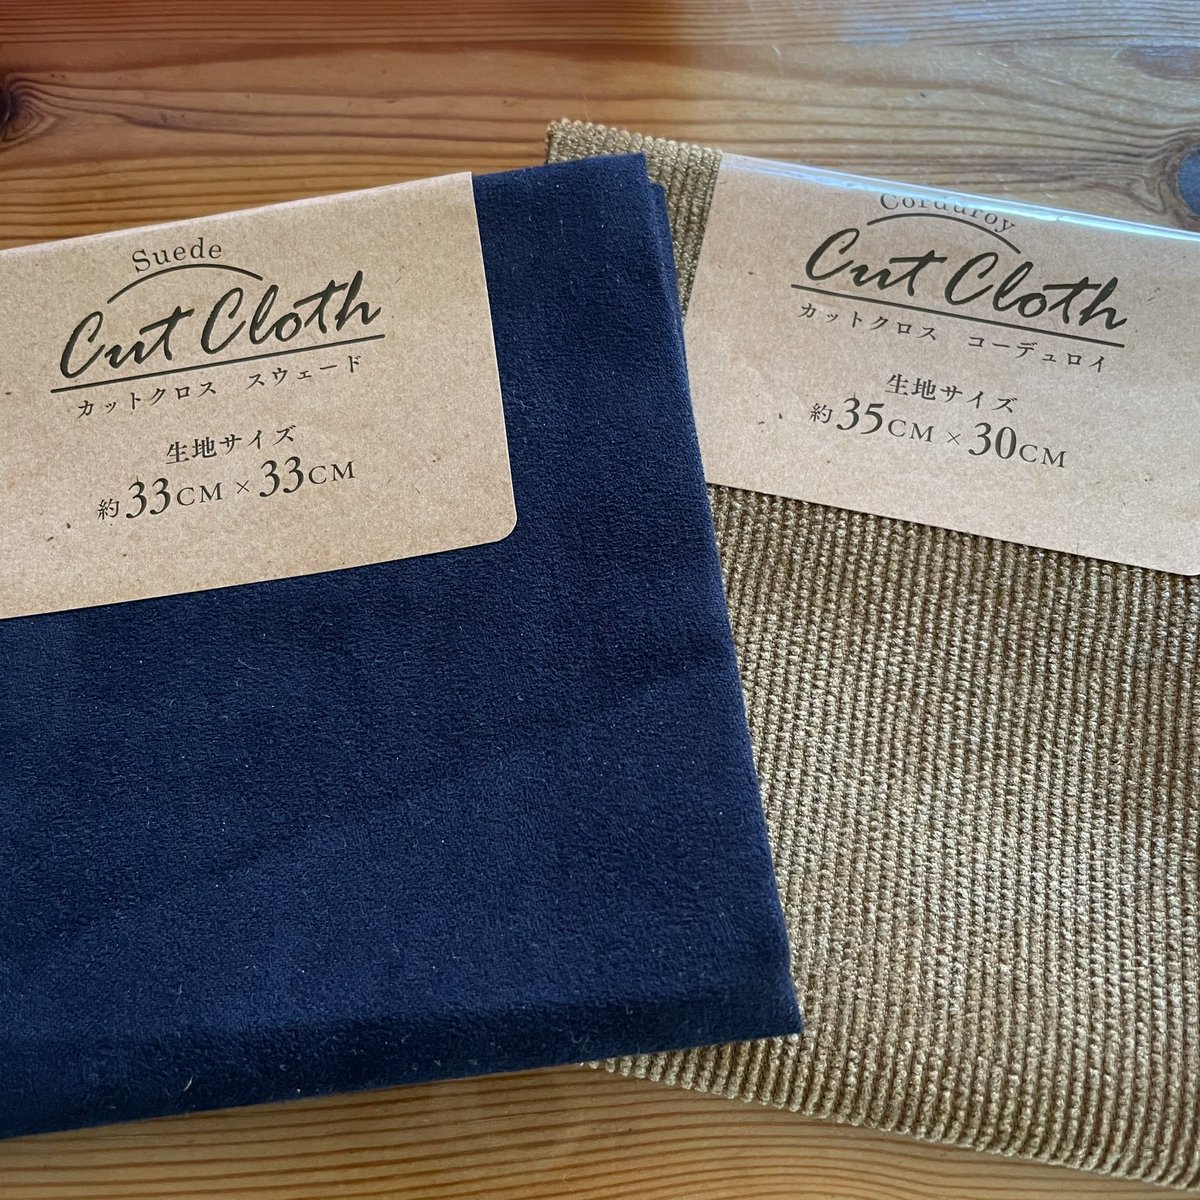 Suede
Cut Cloth
カットクロス スウェード
生地サイズ
約33CM×33CM
Corduroy
Cut Cloth
カットクロス コーデュロイ
生地サイズ
約35CM×30CM